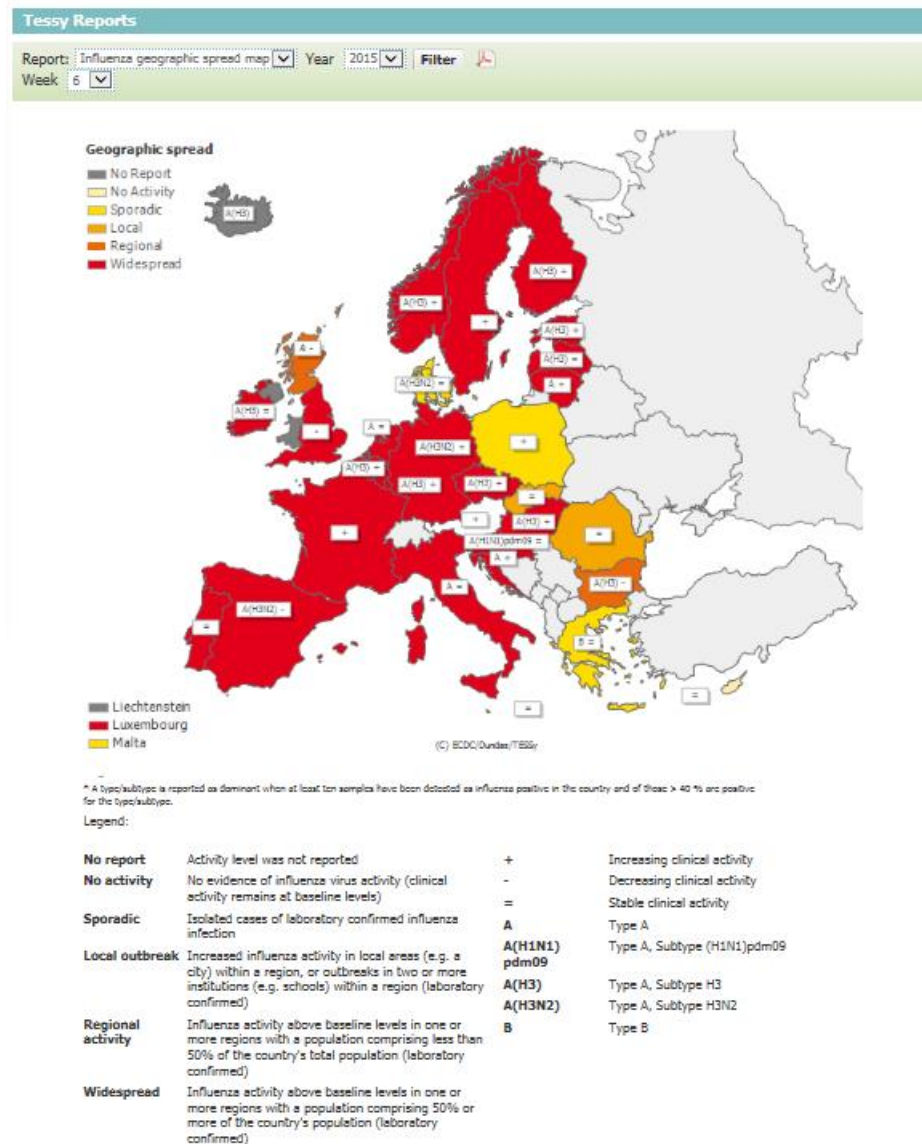 Tessy Reports
Report: Influenza geographic spread map Year 2015 Filter
Week 6
Geographic spread
No Report
No Activity
Sporadic
Local
Regional
Widespread
A(H3)
A(H3) +
A(H3) +
+
A(H3) +
A(H3) =
A +
A -
A(H3N2) =
A(H3) =
-
A =
A(H3N2) +
+
A(H3) +
A(H3) +
A(H3) +
=
+
A(H3) +
=
A(H1N1)pdm09 =
A +
+
A =
A(H3) -
A(H3N2) -
=
B =
=
=
Liechtenstein
Luxembourg
Malta
(C) ECDC/Dundas/TESSy
* A type/subtype is reported as dominant when at least ten samples have been detected as influenza positive in the country and of those > 40 % are positive
for the type/subtype.
Legend:
No report Activity level was not reported
No activity No evidence of influenza virus activity (clinical
activity remains at baseline levels)
Sporadic Isolated cases of laboratory confirmed influenza
infection
Local outbreak Increased influenza activity in local areas (e.g. a
city) within a region, or outbreaks in two or more
institutions (e.g. schools) within a region (laboratory
confirmed)
Regional activity Influenza activity above baseline levels in one or
more regions with a population comprising less than
50% of the country's total population (laboratory
confirmed)
Widespread Influenza activity above baseline levels in one or
more regions with a population comprising 50% or
more of the country's population (laboratory
confirmed)
+ Increasing clinical activity
- Decreasing clinical activity
= Stable clinical activity
A Type A
A(H1N1) pdm09 Type A, Subtype (H1N1)pdm09
A(H3) Type A, Subtype H3
A(H3N2) Type A, Subtype H3N2
B Type B